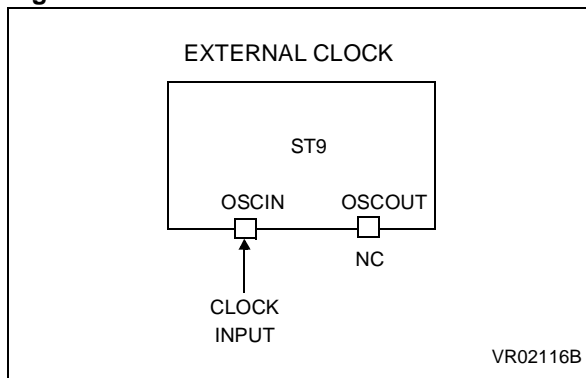 EXTERNAL CLOCK
ST9
OSCIN OSCOUT
NC
CLOCK
INPUT
VR02116B